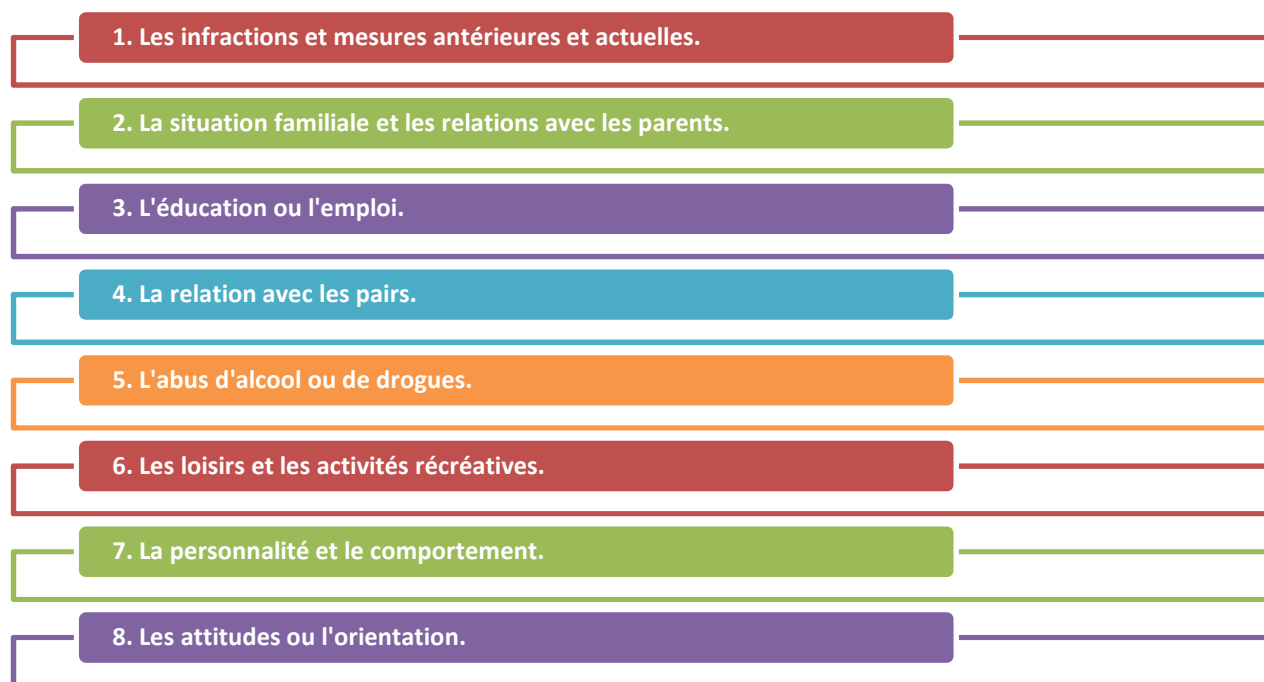 1. Les infractions et mesures antérieures et actuelles.
2. La situation familiale et les relations avec les parents.
3. L'éducation ou l'emploi.
4. La relation avec les pairs.
5. L'abus d'alcool ou de drogues.
6. Les loisirs et les activités récréatives.
7. La personnalité et le comportement.
8. Les attitudes ou l'orientation.